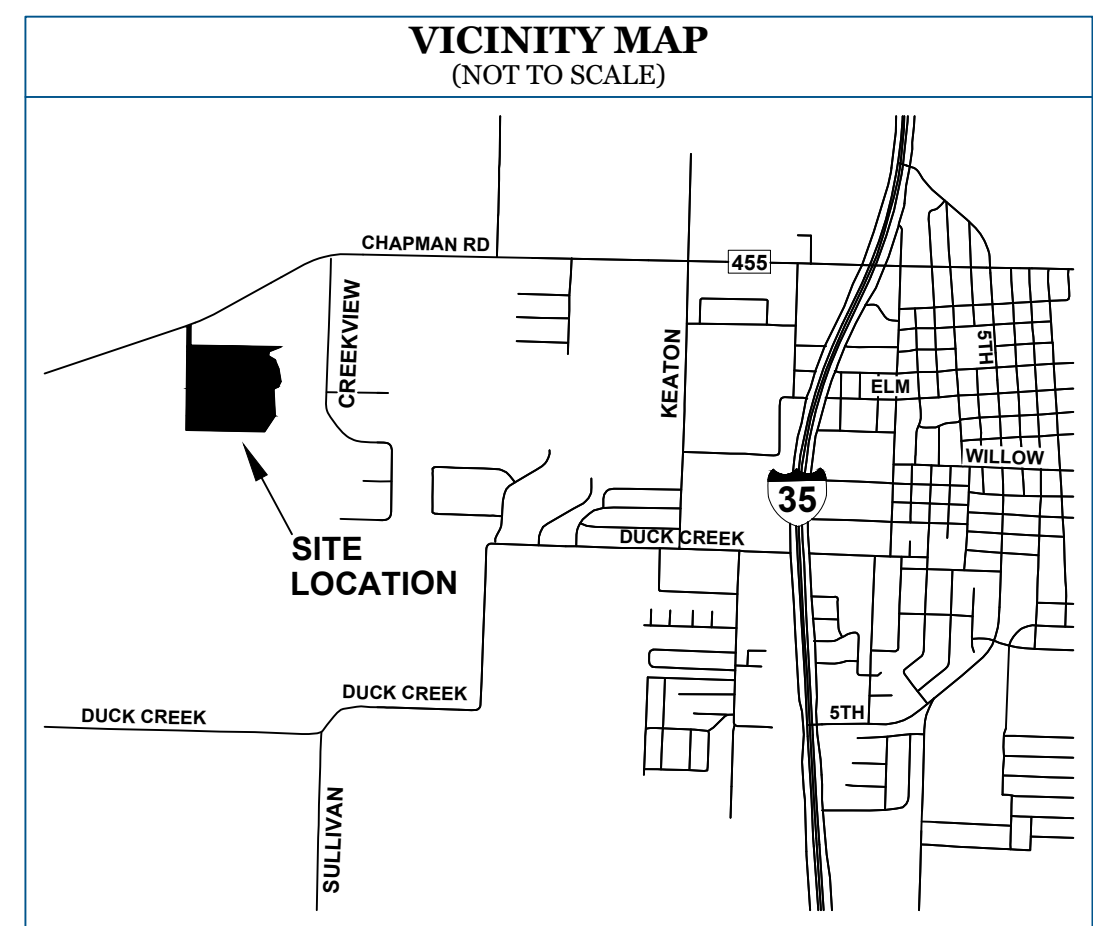 VICINITY MAP
(NOT TO SCALE)
CHAPMAN RD
455
CREEKVIEW
KEATON
5TH
ELM
WILLOW
35
SITE
LOCATION
DUCK CREEK
DUCK CREEK
DUCK CREEK
5TH
SULLIVAN